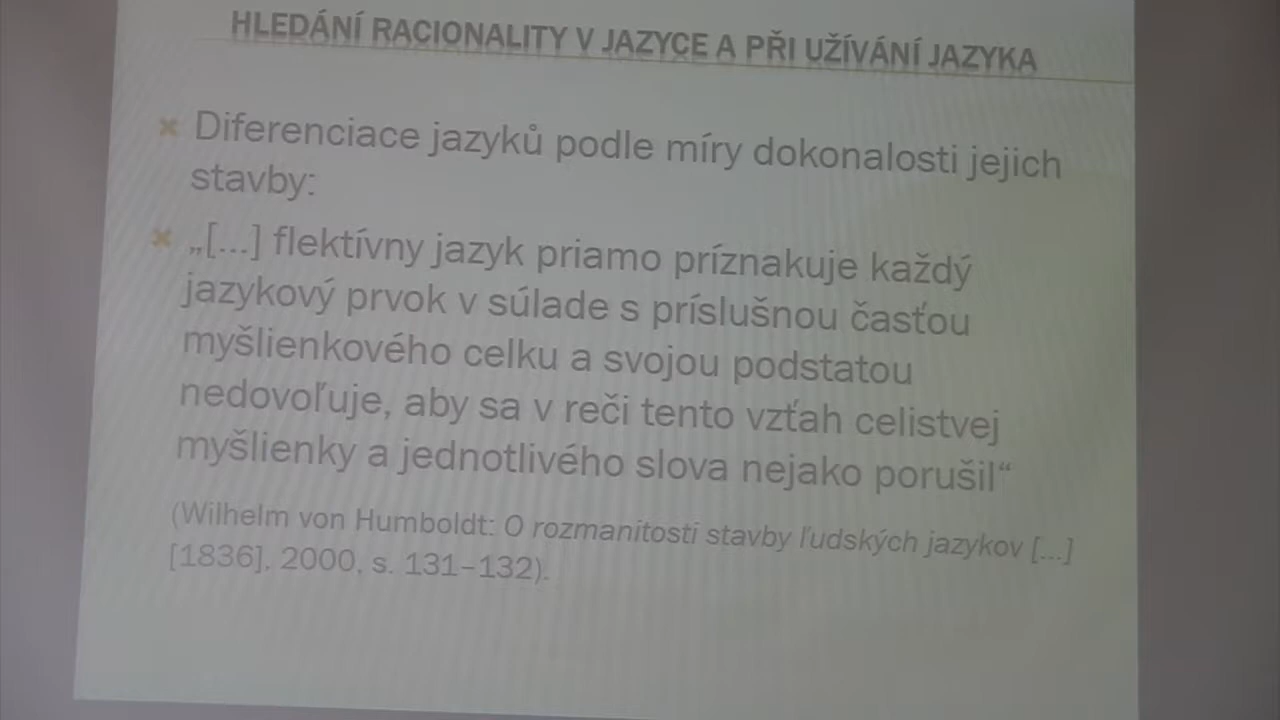 HLEDÁNÍ RACIONALITY V JAZYCE A PŘI UŽÍVÁNÍ JAZYKA
Diferenciace jazyků podle míry dokonalosti jejich
stavby:
„[...] flektívny jazyk priamo príznakuje každý
jazykový prvok v súlade s príslušnou časťou
myšlienkového celku a svojou podstatou
nedovoľuje, aby sa v reči tento vzťah celistvej
myšlienky a jednotlivého slova nejako porušil“
(Wilhelm von Humboldt: O rozmanitosti stavby ľudských jazykov [...]
[1836], 2000, s. 131–132).